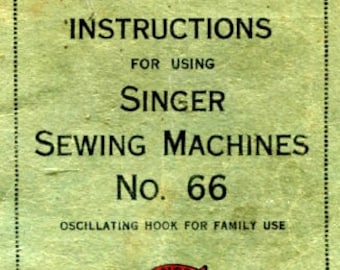 INSTRUCTIONS
FOR USING
SINGER
SEWING MACHINES
No. 66
OSCILLATING HOOK FOR FAMILY USE